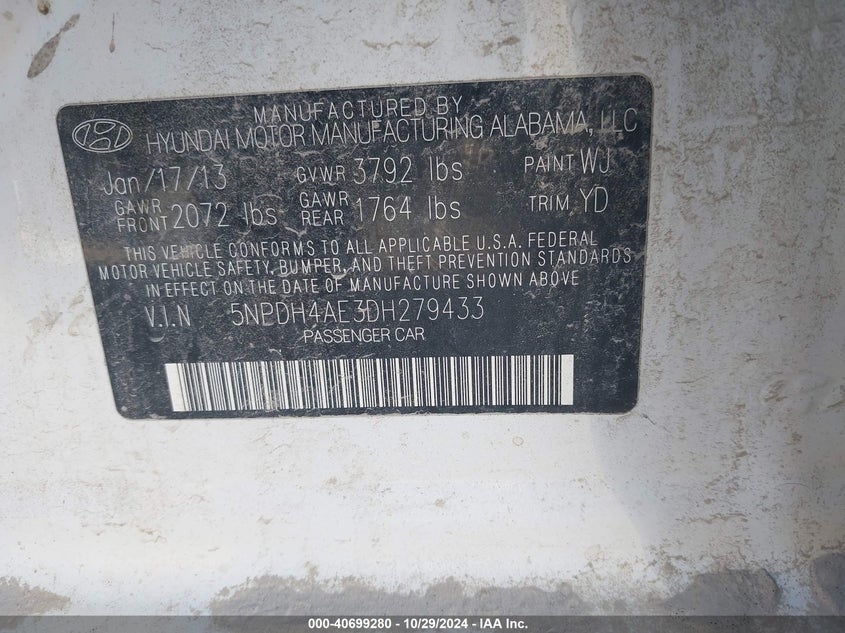 MANUFACTURED BY
HYUNDAI MOTOR MANUFACTURING ALABAMA, LLC
Jan/17/13 GVWR 3792 lbs PAINT WJ
GAWR FRONT 2072 lbs GAWR REAR 1764 lbs TRIM YD
THIS VEHICLE CONFORMS TO ALL APPLICABLE U.S.A. FEDERAL
MOTOR VEHICLE SAFETY, BUMPER, AND THEFT PREVENTION STANDARDS
IN EFFECT ON THE DATE OF MANUFACTURE SHOWN ABOVE
V.I.N 5NPDH4AE3DH279433
PASSENGER CAR
000-40699280 - 10/29/2024 - IAA Inc.